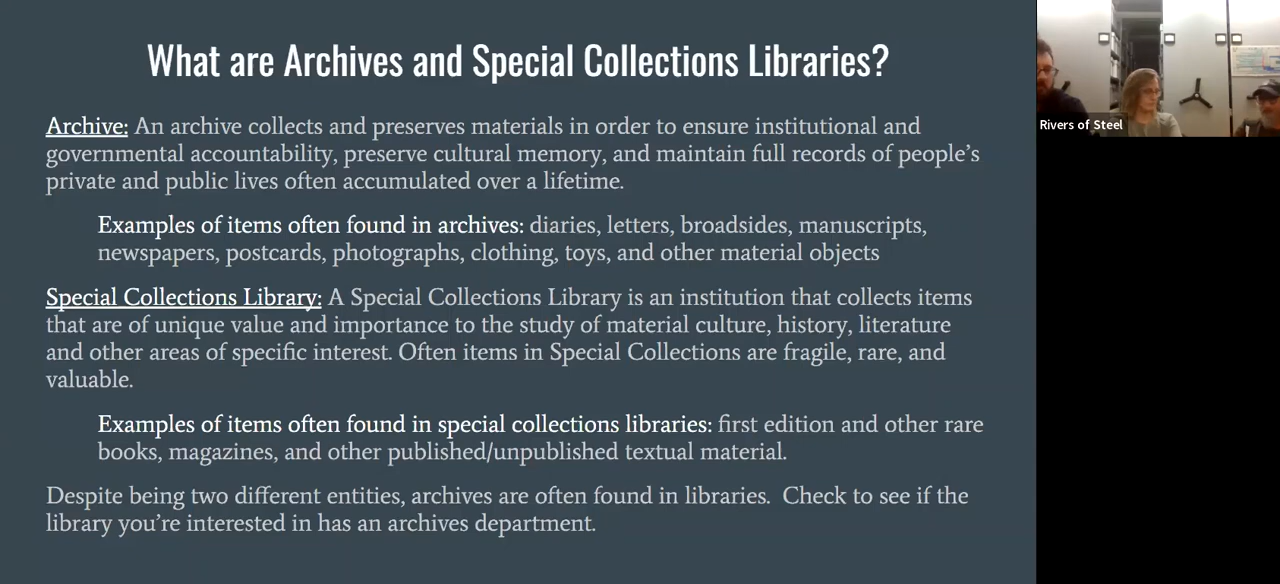 What are Archives and Special Collections Libraries?
Archive: An archive collects and preserves materials in order to ensure institutional and
governmental accountability, preserve cultural memory, and maintain full records of people’s
private and public lives often accumulated over a lifetime.
Examples of items often found in archives: diaries, letters, broadsides, manuscripts,
newspapers, postcards, photographs, clothing, toys, and other material objects
Special Collections Library: A Special Collections Library is an institution that collects items
that are of unique value and importance to the study of material culture, history, literature
and other areas of specific interest. Often items in Special Collections are fragile, rare, and
valuable.
Examples of items often found in special collections libraries: first edition and other rare
books, magazines, and other published/unpublished textual material.
Despite being two different entities, archives are often found in libraries.  Check to see if the
library you’re interested in has an archives department.
Rivers of Steel